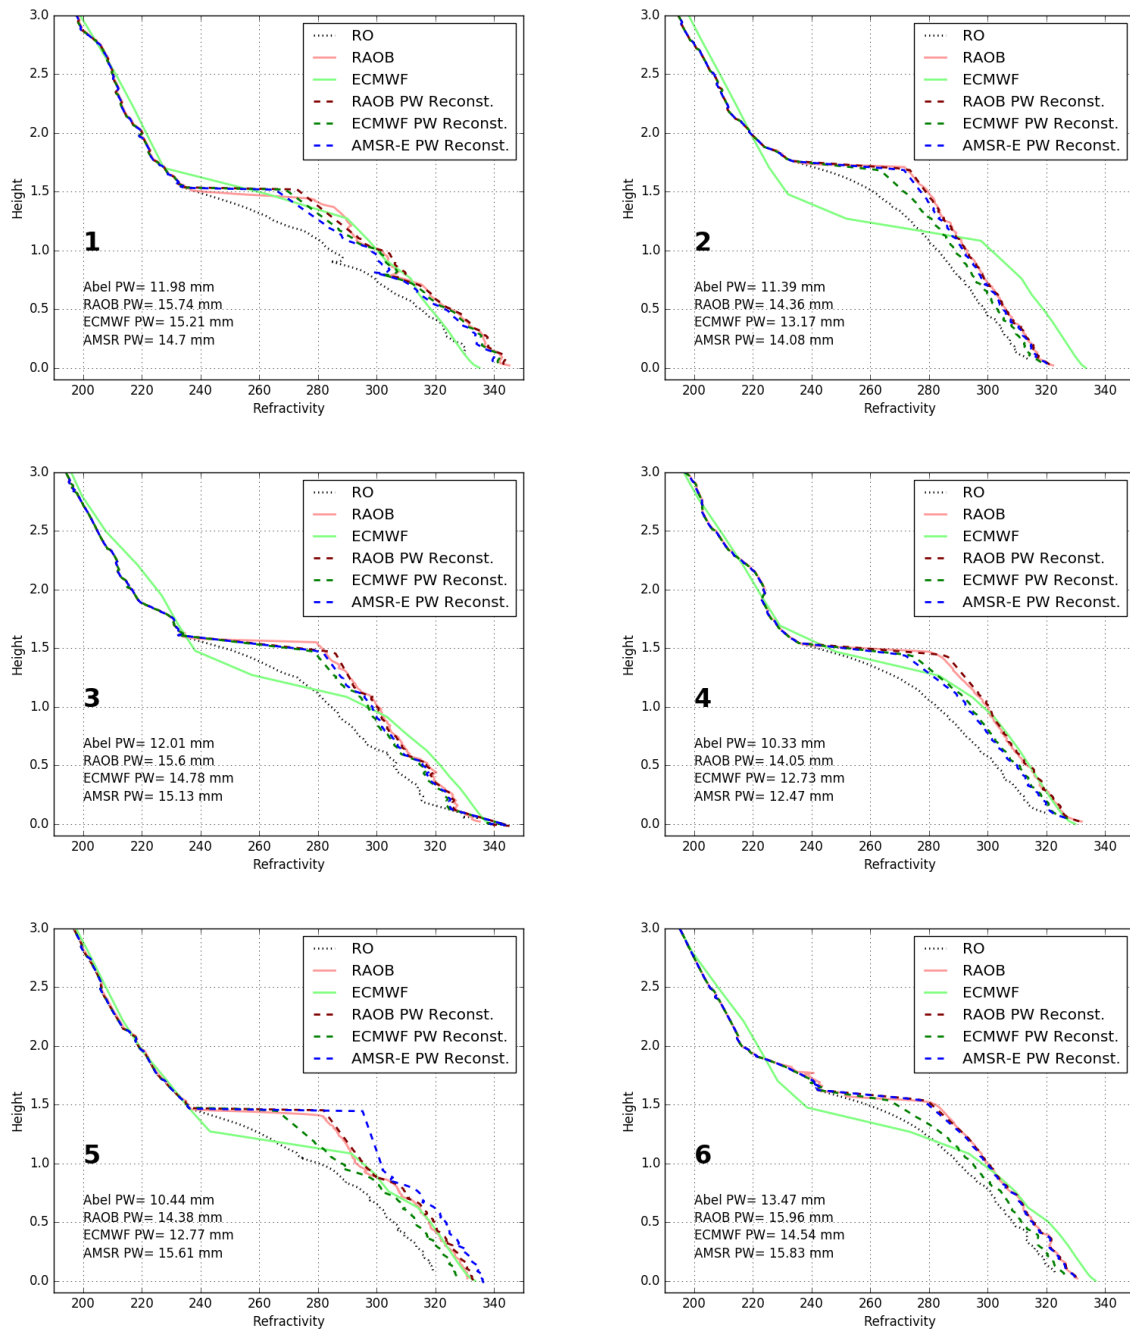 3.0
2.5
2.0
1.5
1.0
0.5
0.0
Height
RO
RAOB
ECMWF
RAOB PW Reconst.
ECMWF PW Reconst.
AMSR-E PW Reconst.
1
Abel PW= 11.98 mm
RAOB PW= 15.74 mm
ECMWF PW= 15.21 mm
AMSR PW= 14.7 mm
200 220 240 260 280 300 320 340
Refractivity
3.0
2.5
2.0
1.5
1.0
0.5
0.0
Height
RO
RAOB
ECMWF
RAOB PW Reconst.
ECMWF PW Reconst.
AMSR-E PW Reconst.
2
Abel PW= 11.39 mm
RAOB PW= 14.36 mm
ECMWF PW= 13.17 mm
AMSR PW= 14.08 mm
200 220 240 260 280 300 320 340
Refractivity
3.0
2.5
2.0
1.5
1.0
0.5
0.0
Height
RO
RAOB
ECMWF
RAOB PW Reconst.
ECMWF PW Reconst.
AMSR-E PW Reconst.
3
Abel PW= 12.01 mm
RAOB PW= 15.6 mm
ECMWF PW= 14.78 mm
AMSR PW= 15.13 mm
200 220 240 260 280 300 320 340
Refractivity
3.0
2.5
2.0
1.5
1.0
0.5
0.0
Height
RO
RAOB
ECMWF
RAOB PW Reconst.
ECMWF PW Reconst.
AMSR-E PW Reconst.
4
Abel PW= 10.33 mm
RAOB PW= 14.05 mm
ECMWF PW= 12.73 mm
AMSR PW= 12.47 mm
200 220 240 260 280 300 320 340
Refractivity
3.0
2.5
2.0
1.5
1.0
0.5
0.0
Height
RO
RAOB
ECMWF
RAOB PW Reconst.
ECMWF PW Reconst.
AMSR-E PW Reconst.
5
Abel PW= 10.44 mm
RAOB PW= 14.38 mm
ECMWF PW= 12.77 mm
AMSR PW= 15.61 mm
200 220 240 260 280 300 320 340
Refractivity
3.0
2.5
2.0
1.5
1.0
0.5
0.0
Height
RO
RAOB
ECMWF
RAOB PW Reconst.
ECMWF PW Reconst.
AMSR-E PW Reconst.
6
Abel PW= 13.47 mm
RAOB PW= 15.96 mm
ECMWF PW= 14.54 mm
AMSR PW= 15.83 mm
200 220 240 260 280 300 320 340
Refractivity